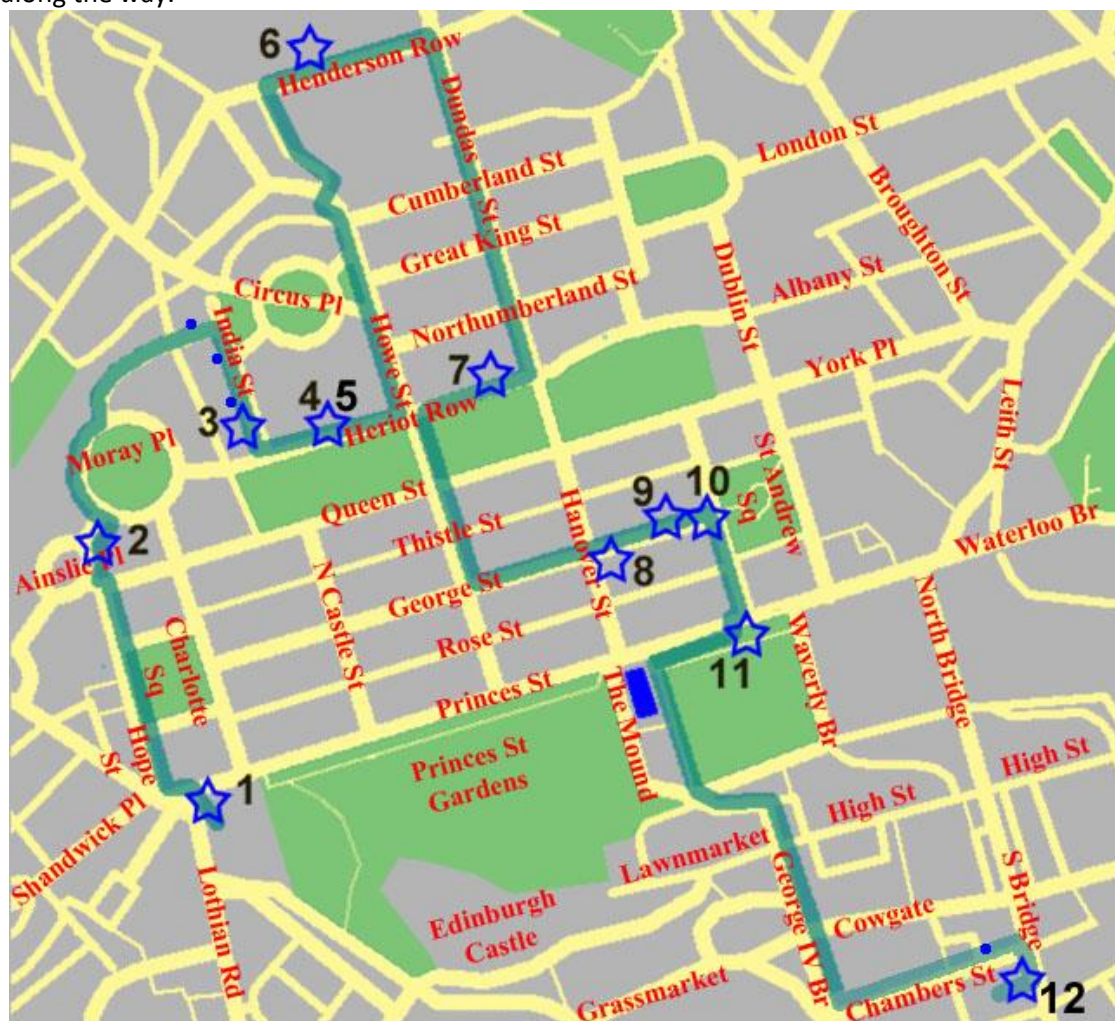 along the way.
6
Henderson Row
Dundas
St
London St
Cumberland St
Broughton St
Great King St
Dublin St
Albany St
Circus Pl
Northumberland St
India St
Howe St
York Pl
7
3
4
5
Heriot Row
Leith St
Moray Pl
Queen St
Hanover St
9
10
St Andrew
Sq
Thistle St
2
Ainslie Pl
Waterloo Br
8
George St
N Castle St
Rose St
North Bridge
Charlotte
Sq
11
Waverly Br
Princes St
The Mound
Hope
St
Princes St
Gardens
High St
1
High St
Shandwick Pl
Lawnmarket
S Bridge
Lothian Rd
George IV Br
Edinburgh
Castle
Cowgate
Chambers St
Grassmarket
12